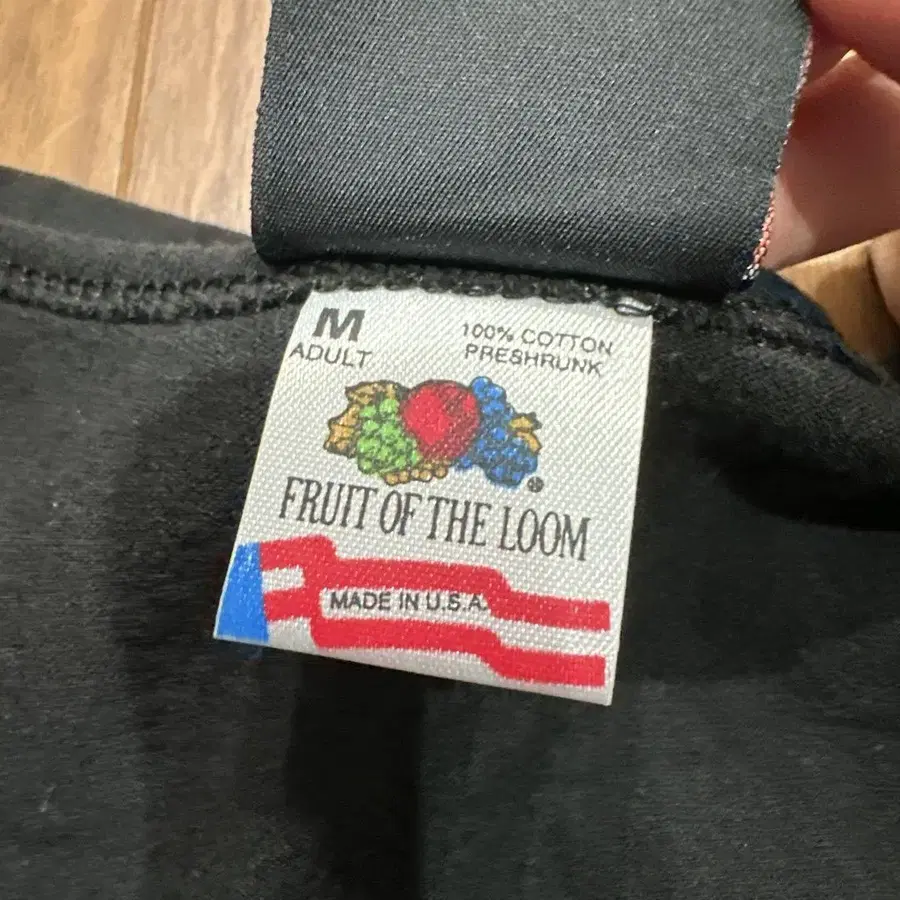 M
ADULT
100% COTTON
PRESHRUNK
FRUIT OF THE LOOM
MADE IN U.S.A.